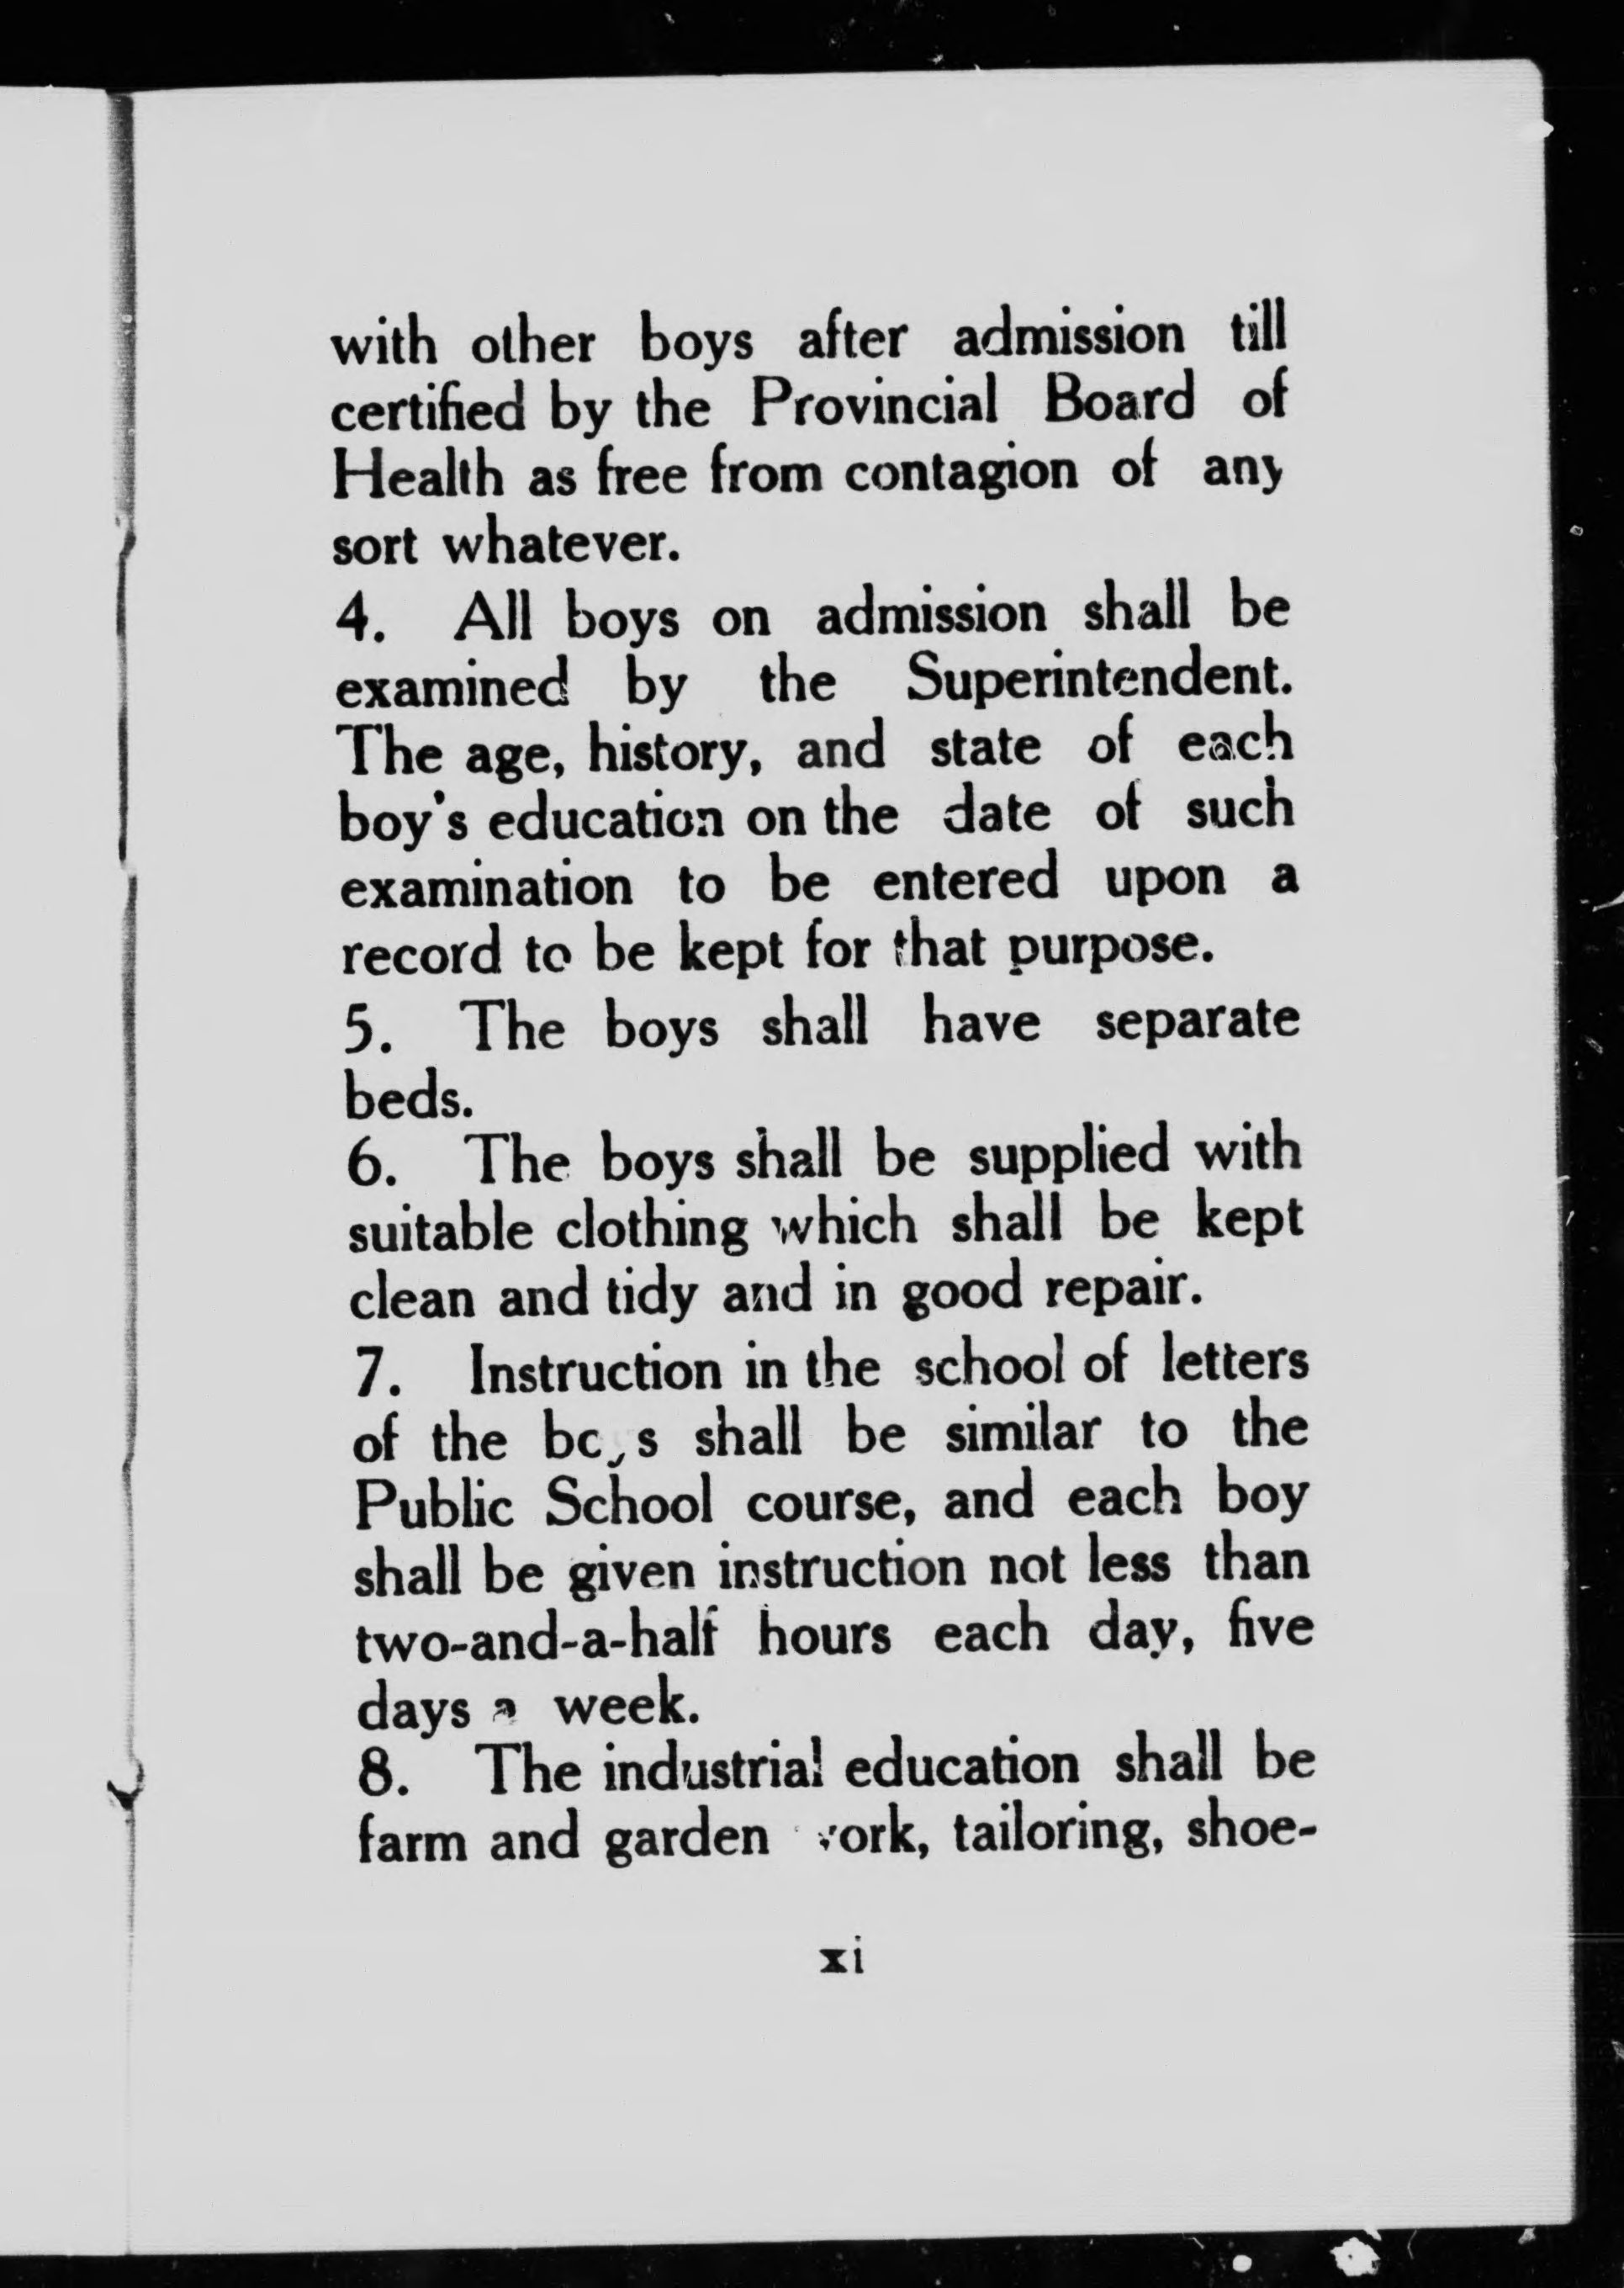 with other boys after admission till
certified by the Provincial Board of
Health as free from contagion of any
sort whatever.
4. All boys on admission shall be
examined by the Superintendent.
The age, history, and state of each
boy's education on the date of such
examination to be entered upon a
record to be kept for that purpose.
5. The boys shall have separate
beds.
6. The boys shall be supplied with
suitable clothing which shall be kept
clean and tidy and in good repair.
7. Instruction in the school of letters
of the boys shall be similar to the
Public School course, and each boy
shall be given instruction not less than
two-and-a-half hours each day, five
days a week.
8. The industrial education shall be
farm and garden work, tailoring, shoe-
xi